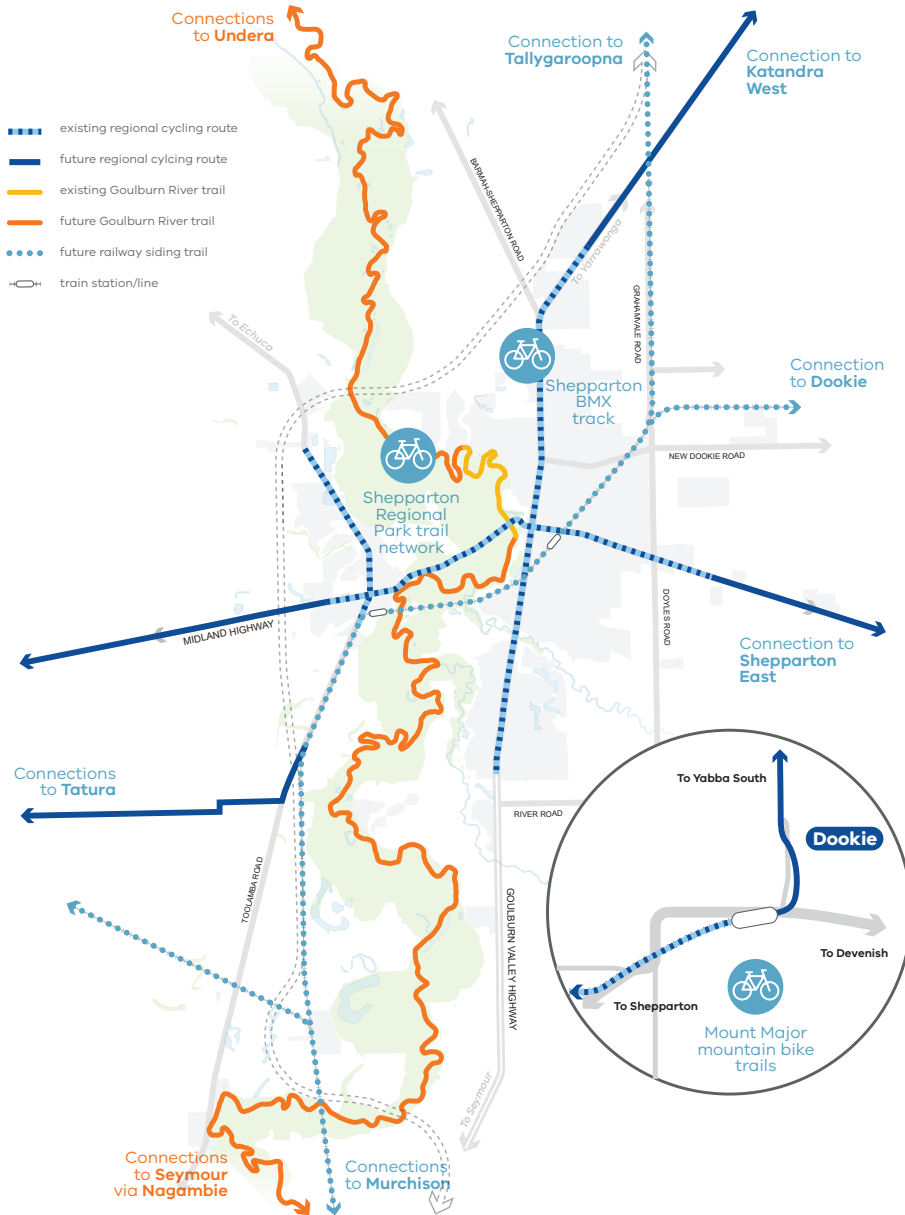 Connections
to Undera
Connection to
Tallygaroopna
Connection to
Katandra
West
existing regional cycling route
future regional cylcing route
existing Goulburn River trail
future Goulburn River trail
future railway siding trail
train station/line
BARMAH-SHEPPARTON ROAD
To Yarrawonga
GRAHAMVALE ROAD
To Echuca
Connection
to Dookie
Shepparton
BMX
track
NEW DOOKIE ROAD
Shepparton
Regional
Park trail
network
DOYLES ROAD
MIDLAND HIGHWAY
Connection to
Shepparton
East
Connections
to Tatura
RIVER ROAD
TOOLAMBA ROAD
GOULBURN VALLEY HIGHWAY
To Yabba South
Dookie
To Devenish
To Shepparton
Mount Major
mountain bike
trails
To Seymour
Connections
to Seymour
via Nagambie
Connections
to Murchison